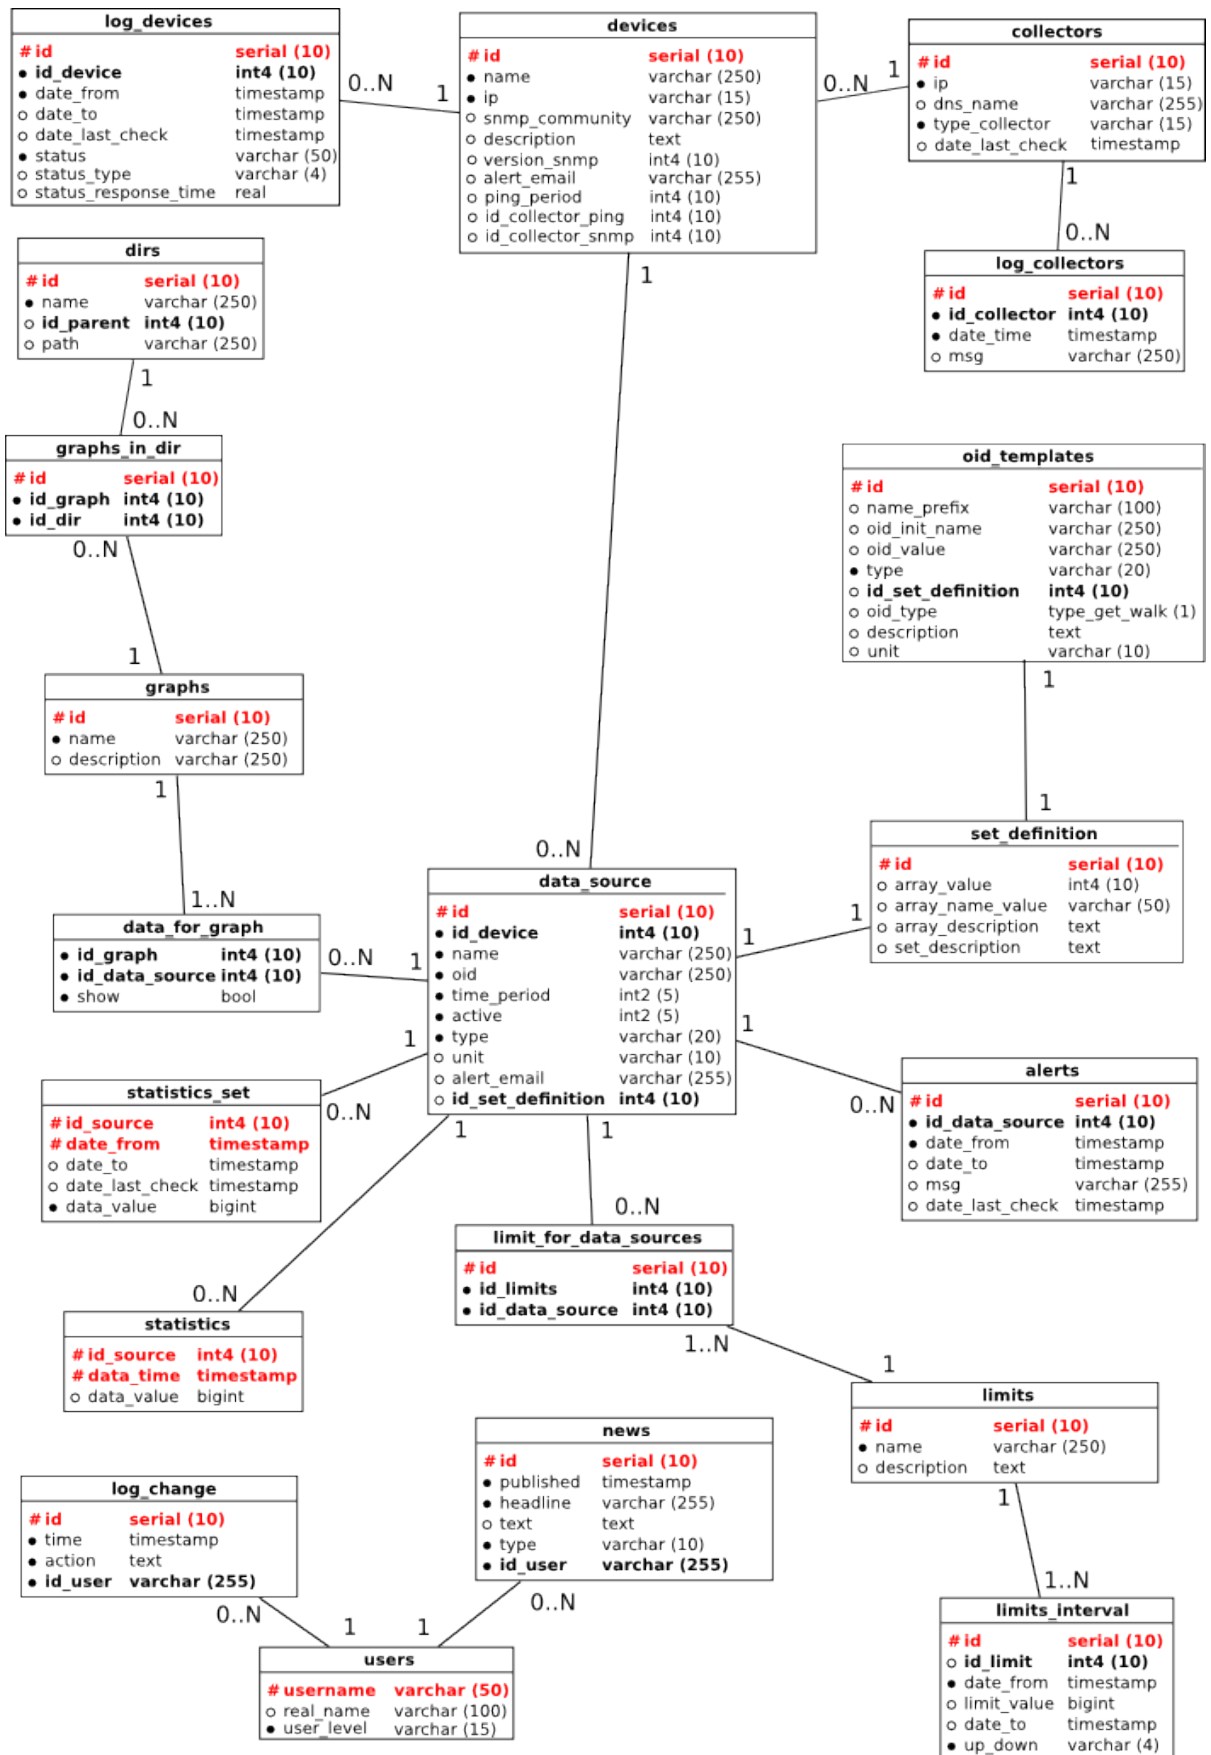 log_devices
# id serial (10)
● id_device int4 (10)
● date_from timestamp
○ date_to timestamp
○ date_last_check timestamp
● status varchar (50)
○ status_type varchar (4)
○ status_response_time real
0..N
1
devices
# id serial (10)
● name varchar (250)
● ip varchar (15)
○ snmp_community varchar (250)
○ description text
○ version_snmp int4 (10)
○ alert_email varchar (255)
○ ping_period int4 (10)
○ id_collector_ping int4 (10)
○ id_collector_snmp int4 (10)
0..N
1
collectors
# id serial (10)
● ip varchar (15)
○ dns_name varchar (255)
● type_collector varchar (15)
○ date_last_check timestamp
1
0..N
log_collectors
# id serial (10)
● id_collector int4 (10)
● date_time timestamp
○ msg varchar (250)
dirs
# id serial (10)
● name varchar (250)
○ id_parent int4 (10)
○ path varchar (250)
1
0..N
graphs_in_dir
# id serial (10)
● id_graph int4 (10)
● id_dir int4 (10)
0..N
1
graphs
# id serial (10)
● name varchar (250)
○ description varchar (250)
1
1..N
data_for_graph
● id_graph int4 (10)
● id_data_source int4 (10)
● show bool
0..N
1
1
0..N
data_source
# id serial (10)
● id_device int4 (10)
● name varchar (250)
● oid varchar (250)
● time_period int2 (5)
● active int2 (5)
● type varchar (20)
○ unit varchar (10)
○ alert_email varchar (255)
○ id_set_definition int4 (10)
oid_templates
# id serial (10)
○ name_prefix varchar (100)
○ oid_init_name varchar (250)
○ oid_value varchar (250)
● type varchar (20)
○ id_set_definition int4 (10)
○ oid_type type_get_walk (1)
○ description text
○ unit varchar (10)
1
1
set_definition
# id serial (10)
○ array_value int4 (10)
○ array_name_value varchar (50)
○ array_description text
○ set_description text
1
1
1
0..N
alerts
# id serial (10)
● id_data_source int4 (10)
● date_from timestamp
○ date_to timestamp
○ msg varchar (255)
○ date_last_check timestamp
1
0..N
statistics_set
# id_source int4 (10)
# date_from timestamp
○ date_to timestamp
○ date_last_check timestamp
● data_value bigint
1
0..N
statistics
# id_source int4 (10)
# data_time timestamp
○ data_value bigint
1
0..N
limit_for_data_sources
# id serial (10)
● id_limits int4 (10)
● id_data_source int4 (10)
1..N
1
limits
# id serial (10)
● name varchar (250)
○ description text
1
1..N
limits_interval
# id serial (10)
○ id_limit int4 (10)
● date_from timestamp
○ limit_value bigint
○ date_to timestamp
● up_down varchar (4)
news
# id serial (10)
● published timestamp
● headline varchar (255)
○ text text
● type varchar (10)
● id_user varchar (255)
log_change
# id serial (10)
● time timestamp
● action text
● id_user varchar (255)
0..N
1
1
0..N
users
# username varchar (50)
○ real_name varchar (100)
● user_level varchar (15)